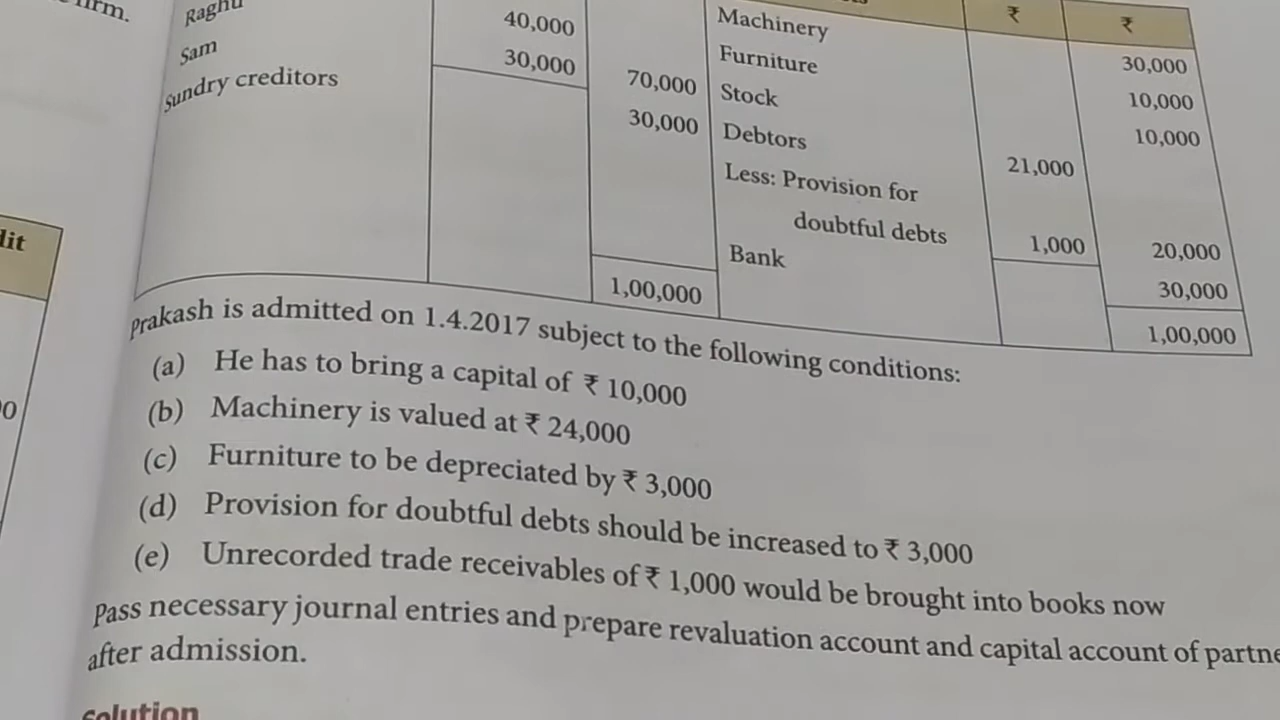 irm.
Raghu 40,000 Machinery ₹ ₹
Sam 30,000 70,000 Furniture 30,000
Sundry creditors 30,000 Stock 10,000
Debtors 21,000 10,000
Less: Provision for
doubtful debts 1,000 20,000
Bank 30,000
1,00,000 1,00,000
Prakash is admitted on 1.4.2017 subject to the following conditions:
(a) He has to bring a capital of ₹ 10,000
(b) Machinery is valued at ₹ 24,000
(c) Furniture to be depreciated by ₹ 3,000
(d) Provision for doubtful debts should be increased to ₹ 3,000
(e) Unrecorded trade receivables of ₹ 1,000 would be brought into books now
Pass necessary journal entries and prepare revaluation account and capital account of partne
after admission.
Solution